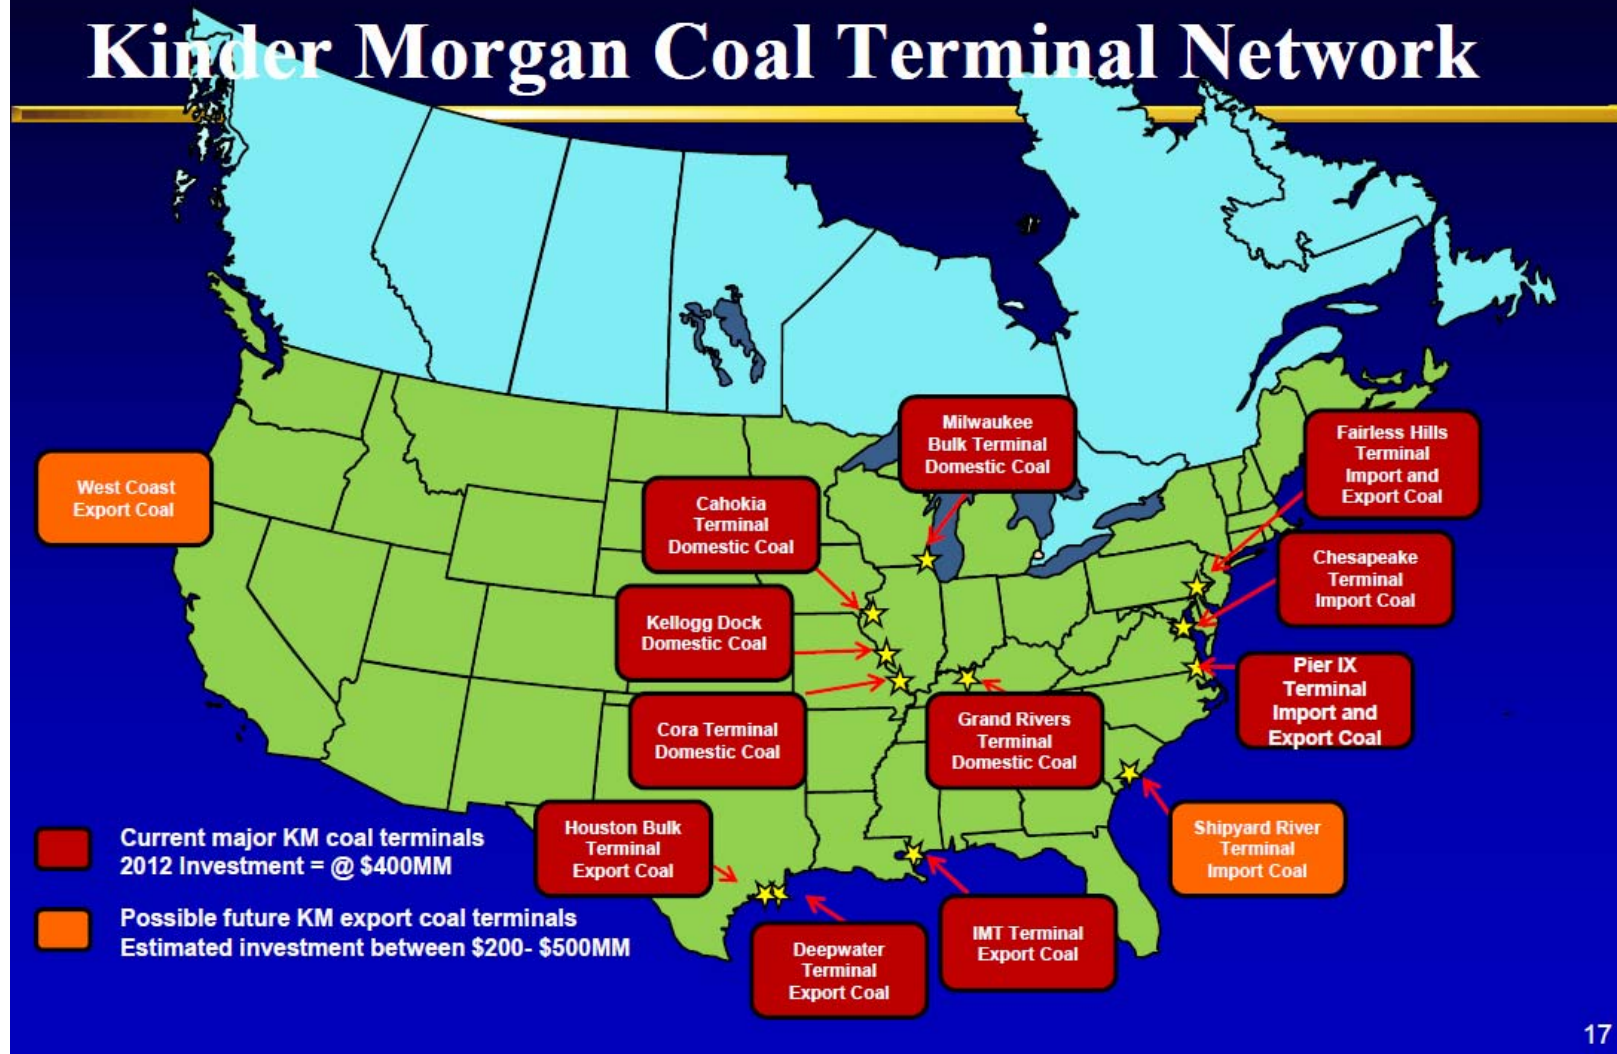 Kinder Morgan Coal Terminal Network
Milwaukee
Bulk Terminal
Domestic Coal
Fairless Hills
Terminal
Import and
Export Coal
West Coast
Export Coal
Cahokia
Terminal
Domestic Coal
Chesapeake
Terminal
Import Coal
Kellogg Dock
Domestic Coal
Pier IX
Terminal
Import and
Export Coal
Cora Terminal
Domestic Coal
Grand Rivers
Terminal
Domestic Coal
Houston Bulk
Terminal
Export Coal
Shipyard River
Terminal
Import Coal
IMT Terminal
Export Coal
Deepwater
Terminal
Export Coal
Current major KM coal terminals
2012 Investment = @ $400MM
Possible future KM export coal terminals
Estimated investment between $200- $500MM
17